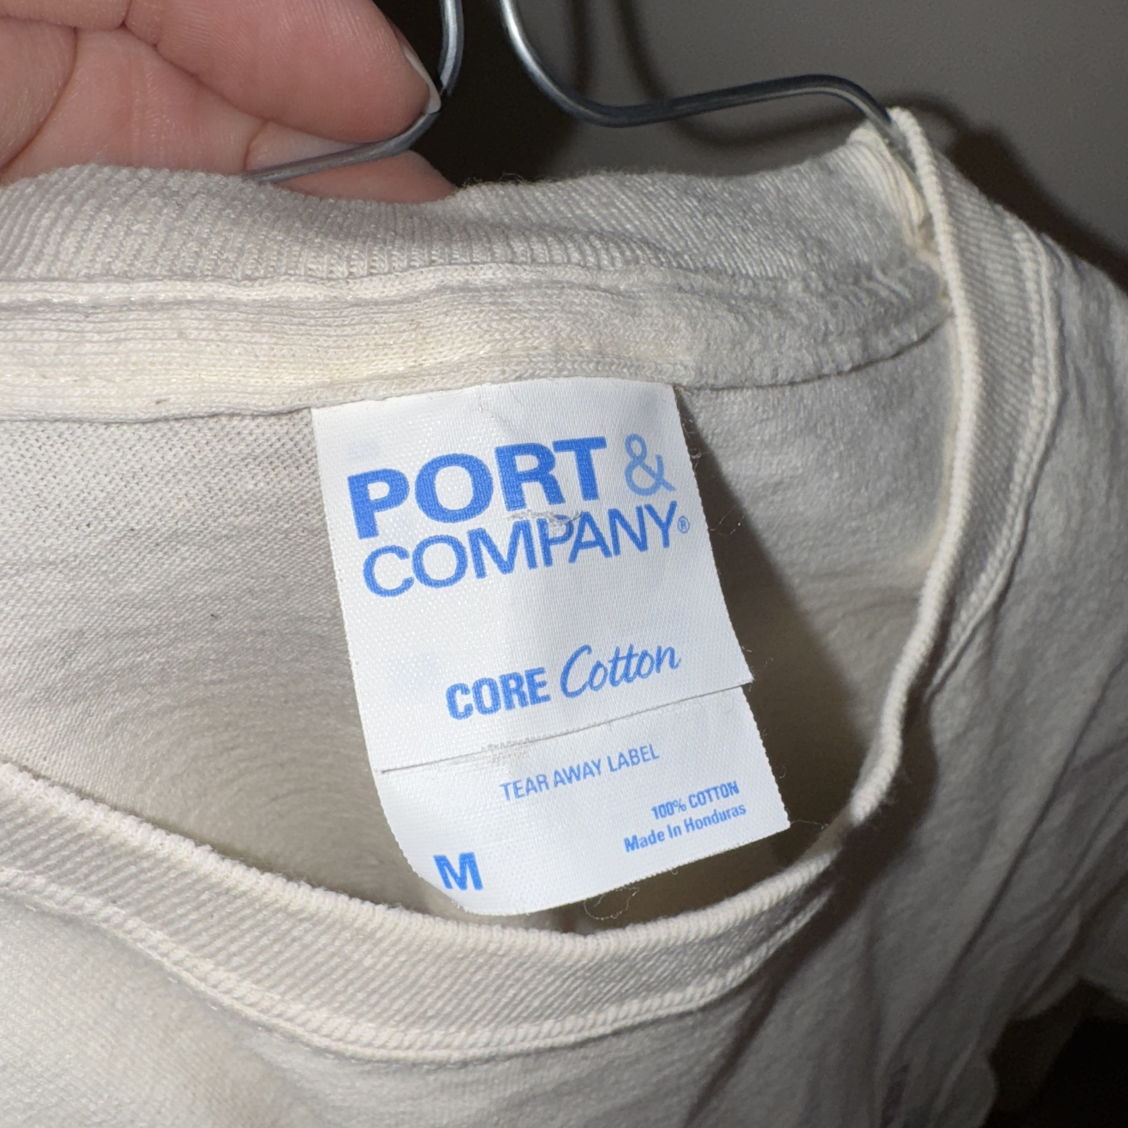 PORT &
COMPANY®
CORE Cotton
TEAR AWAY LABEL
100% COTTON
Made In Honduras
M